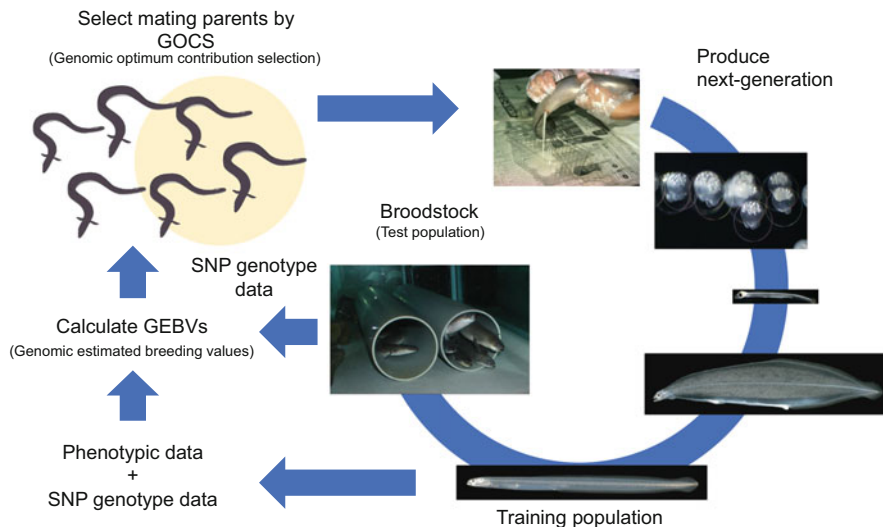 Select mating parents by
GOCS
(Genomic optimum contribution selection)
Produce
next-generation
Broodstock
(Test population)
SNP genotype
data
Calculate GEBVs
(Genomic estimated breeding values)
Phenotypic data
+
SNP genotype data
Training population